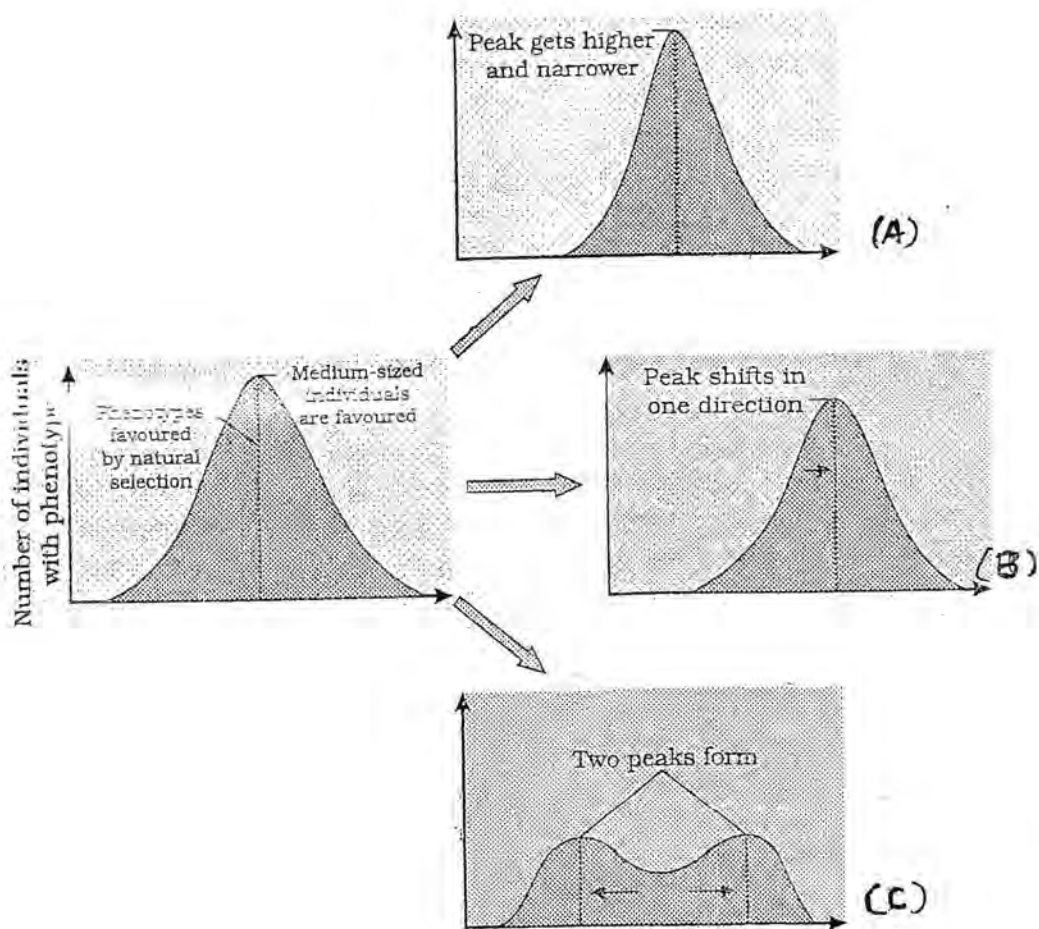 Peak gets higher
and narrower
(A)
Number of individuals
with phenotype
Medium-sized
individuals
are favoured
Phenotypes
favoured
by natural
selection
Peak shifts in
one direction
(B)
Two peaks form
(C)